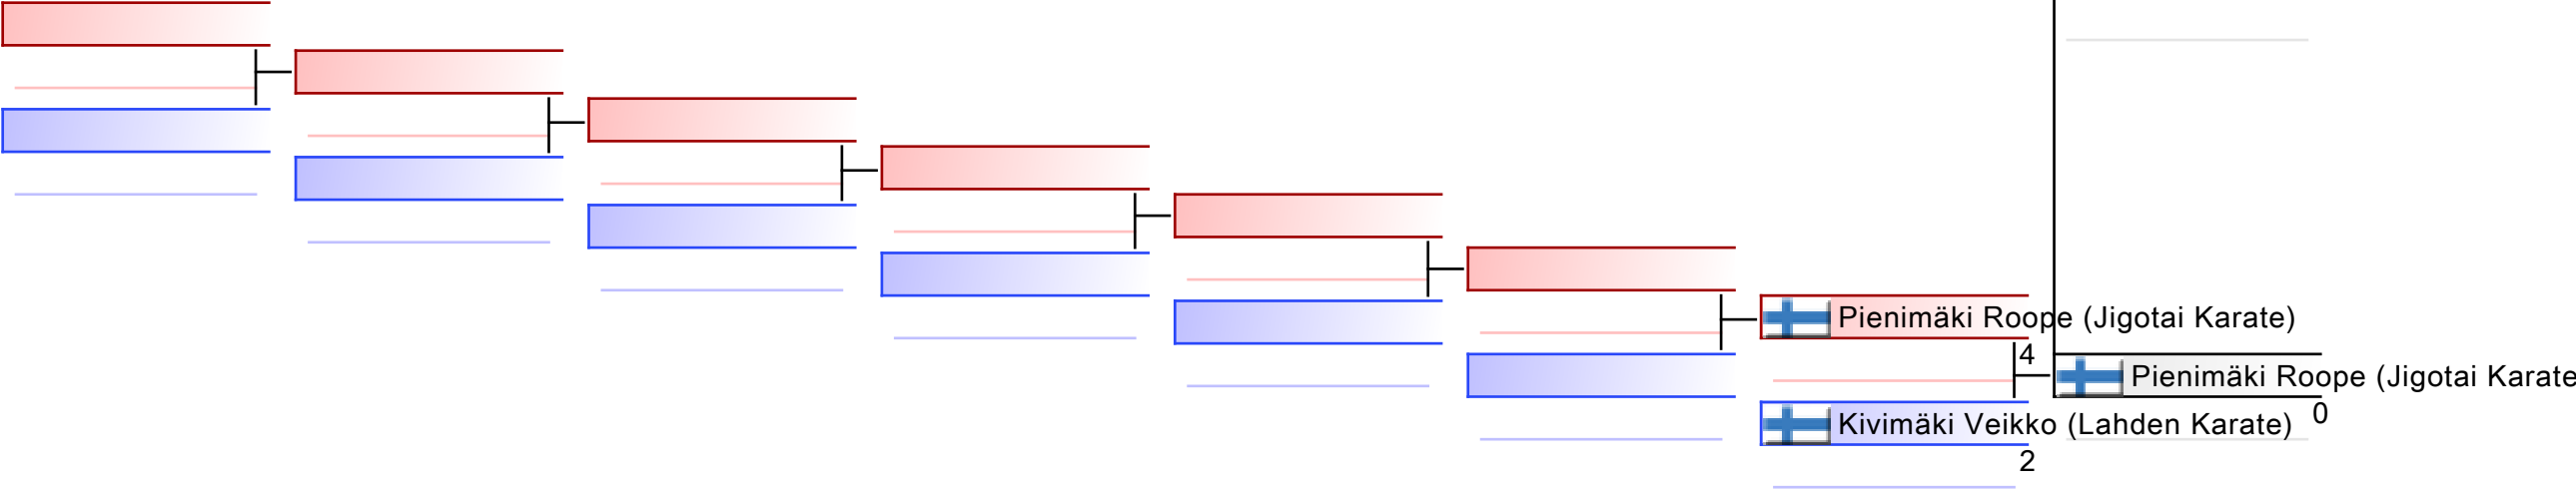 Pienimäki Roope (Jigotai Karate)
4
Pienimäki Roope (Jigotai Karate
0
Kivimäki Veikko (Lahden Karate)
2